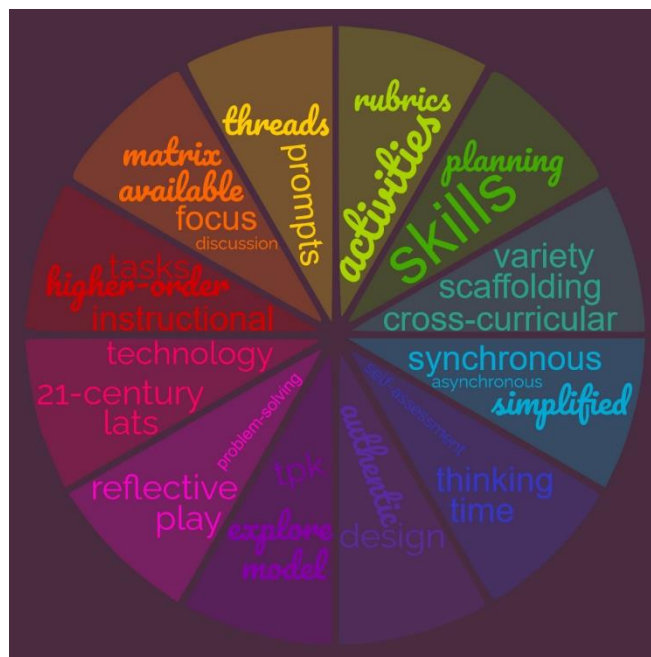 threads
prompts
rubrics
activities
planning
skills
variety
scaffolding
cross-curricular
synchronous
asynchronous
simplified
self-assessment
thinking
time
authentic
design
tpk
explore
model
problem-solving
reflective
play
technology
21-century
lats
tasks
higher-order
instructional
matrix
available
focus
discussion